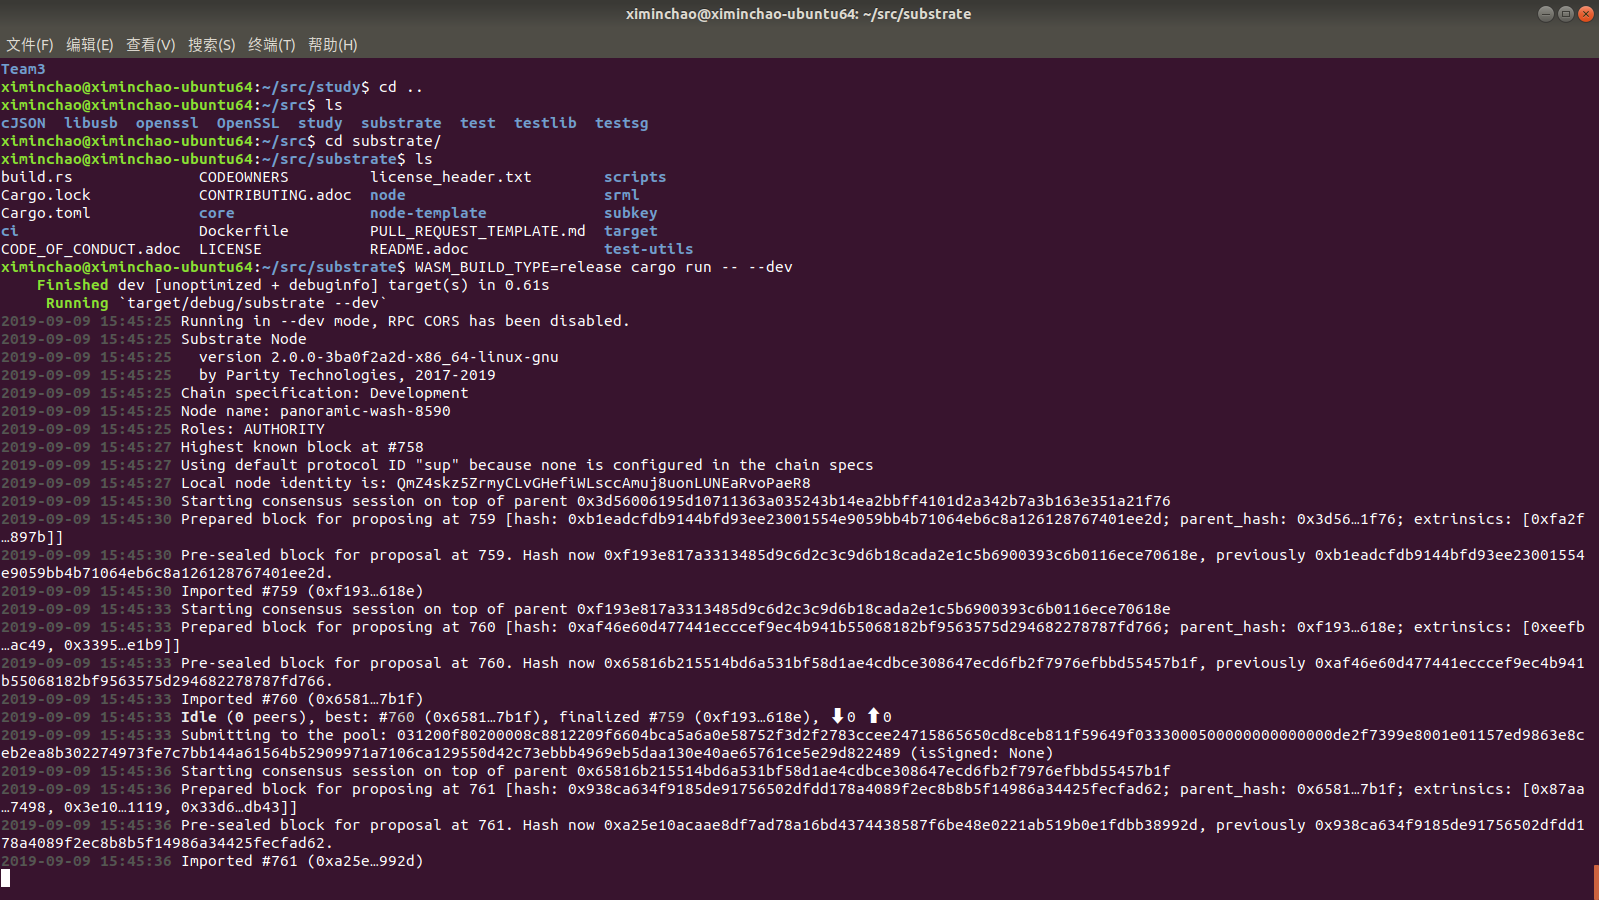 ximinchao@ximinchao-ubuntu64: ~/src/substrate
文件(F) 编辑(E) 查看(V) 搜索(S) 终端(T) 帮助(H)
Team3
ximinchao@ximinchao-ubuntu64:~/src/study$ cd ..
ximinchao@ximinchao-ubuntu64:~/src$ ls
cJSON  libusb  openssl  OpenSSL  study  substrate  test  testlib  testsg
ximinchao@ximinchao-ubuntu64:~/src$ cd substrate/
ximinchao@ximinchao-ubuntu64:~/src/substrate$ ls
build.rs              CODEOWNERS         license_header.txt        scripts
Cargo.lock            CONTRIBUTING.adoc  node                      srml
Cargo.toml            core               node-template             subkey
ci                    Dockerfile         PULL_REQUEST_TEMPLATE.md  target
CODE_OF_CONDUCT.adoc  LICENSE            README.adoc               test-utils
ximinchao@ximinchao-ubuntu64:~/src/substrate$ WASM_BUILD_TYPE=release cargo run -- --dev
    Finished dev [unoptimized + debuginfo] target(s) in 0.61s
     Running `target/debug/substrate --dev`
2019-09-09 15:45:25 Running in --dev mode, RPC CORS has been disabled.
2019-09-09 15:45:25 Substrate Node
2019-09-09 15:45:25   version 2.0.0-3ba0f2a2d-x86_64-linux-gnu
2019-09-09 15:45:25   by Parity Technologies, 2017-2019
2019-09-09 15:45:25 Chain specification: Development
2019-09-09 15:45:25 Node name: panoramic-wash-8590
2019-09-09 15:45:25 Roles: AUTHORITY
2019-09-09 15:45:27 Highest known block at #758
2019-09-09 15:45:27 Using default protocol ID "sup" because none is configured in the chain specs
2019-09-09 15:45:27 Local node identity is: QmZ4skz5ZrmyCLvGHefiWLsccAmuj8uonLUNEaRvoPaeR8
2019-09-09 15:45:30 Starting consensus session on top of parent 0x3d56006195d10711363a035243b14ea2bbff4101d2a342b7a3b163e351a21f76
2019-09-09 15:45:30 Prepared block for proposing at 759 [hash: 0xb1eadcfdb9144bfd93ee23001554e9059bb4b71064eb6c8a126128767401ee2d; parent_hash: 0x3d56…1f76; extrinsics: [0xfa2f
…897b]]
2019-09-09 15:45:30 Pre-sealed block for proposal at 759. Hash now 0xf193e817a3313485d9c6d2c3c9d6b18cada2e1c5b6900393c6b0116ece70618e, previously 0xb1eadcfdb9144bfd93ee23001554
e9059bb4b71064eb6c8a126128767401ee2d.
2019-09-09 15:45:30 Imported #759 (0xf193…618e)
2019-09-09 15:45:33 Starting consensus session on top of parent 0xf193e817a3313485d9c6d2c3c9d6b18cada2e1c5b6900393c6b0116ece70618e
2019-09-09 15:45:33 Prepared block for proposing at 760 [hash: 0xaf46e60d477441ecccef9ec4b941b55068182bf9563575d294682278787fd766; parent_hash: 0xf193…618e; extrinsics: [0xeefb
…ac49, 0x3395…e1b9]]
2019-09-09 15:45:33 Pre-sealed block for proposal at 760. Hash now 0x65816b215514bd6a531bf58d1ae4cdbce308647ecd6fb2f7976efbbd55457b1f, previously 0xaf46e60d477441ecccef9ec4b941
b55068182bf9563575d294682278787fd766.
2019-09-09 15:45:33 Imported #760 (0x6581…7b1f)
2019-09-09 15:45:33 Idle (0 peers), best: #760 (0x6581…7b1f), finalized #759 (0xf193…618e), ⬇0 ⬆0
2019-09-09 15:45:33 Submitting to the pool: 031200f80200008c8812209f6604bca5a6a0e58752f3d2f2783ccee24715865650cd8ceb811f59649f0333000500000000000000de2f7399e8001e01157ed9863e8c
eb2ea8b302274973fe7c7bb144a61564b52909971a7106ca129550d42c73ebbb4969eb5daa130e40ae65761ce5e29d822489 (isSigned: None)
2019-09-09 15:45:36 Starting consensus session on top of parent 0x65816b215514bd6a531bf58d1ae4cdbce308647ecd6fb2f7976efbbd55457b1f
2019-09-09 15:45:36 Prepared block for proposing at 761 [hash: 0x938ca634f9185de91756502dfdd178a4089f2ec8b8b5f14986a34425fecfad62; parent_hash: 0x6581…7b1f; extrinsics: [0x87aa
…7498, 0x3e10…1119, 0x33d6…db43]]
2019-09-09 15:45:36 Pre-sealed block for proposal at 761. Hash now 0xa25e10acaae8df7ad78a16bd4374438587f6be48e0221ab519b0e1fdbb38992d, previously 0x938ca634f9185de91756502dfdd1
78a4089f2ec8b8b5f14986a34425fecfad62.
2019-09-09 15:45:36 Imported #761 (0xa25e…992d)